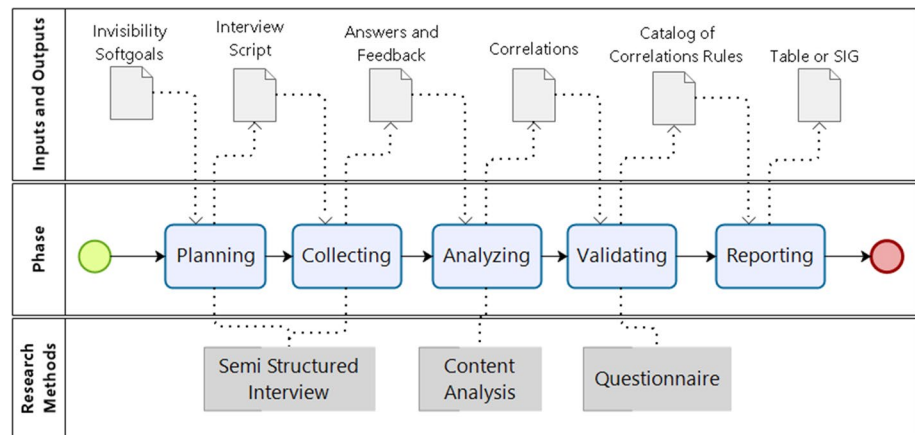 Inputs and Outputs
Invisibility
Softgoals
Interview
Script
Answers and
Feedback
Correlations
Catalog of
Correlations Rules
Table or SIG
Phase
Planning
Collecting
Analyzing
Validating
Reporting
Research
Methods
Semi Structured
Interview
Content
Analysis
Questionnaire